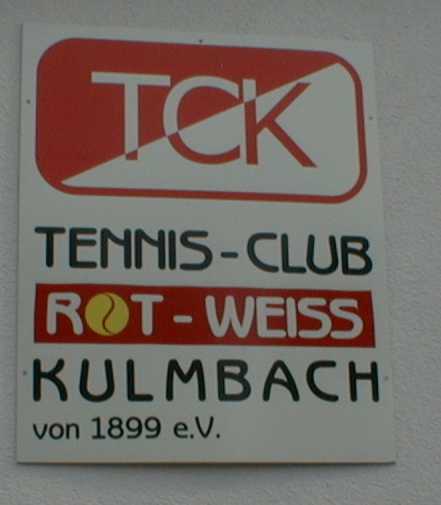 TCK
TENNIS-CLUB
ROT-WEISS
KULMBACH
von 1899 e.V.